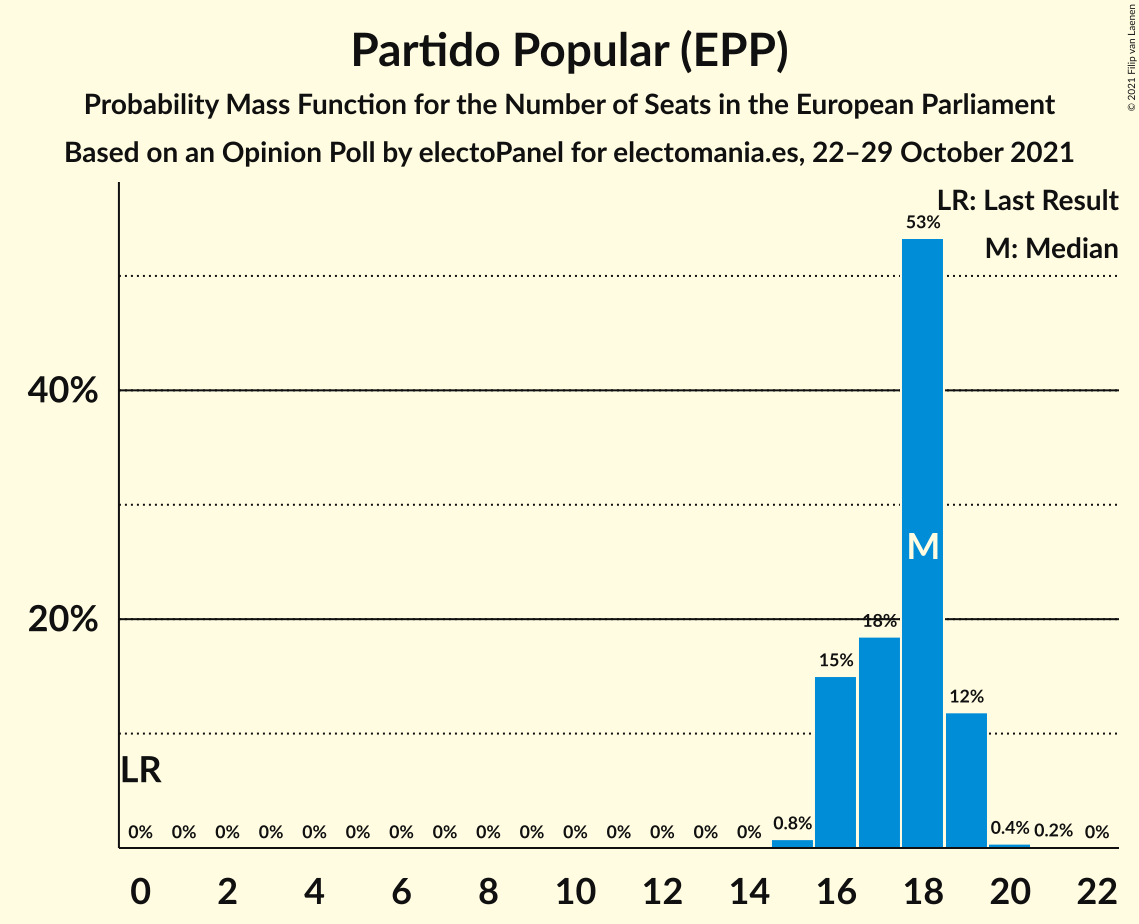 Partido Popular (EPP)
Probability Mass Function for the Number of Seats in the European Parliament
Based on an Opinion Poll by electoPanel for electomania.es, 22–29 October 2021
© 2021 Filip van Laenen
LR: Last Result
M: Median
53%
40%
M
20%
18%
15%
12%
LR
0% 0% 0% 0% 0% 0% 0% 0% 0% 0% 0% 0% 0% 0% 0% 0.8% 0.4% 0.2% 0%
0 2 4 6 8 10 12 14 16 18 20 22